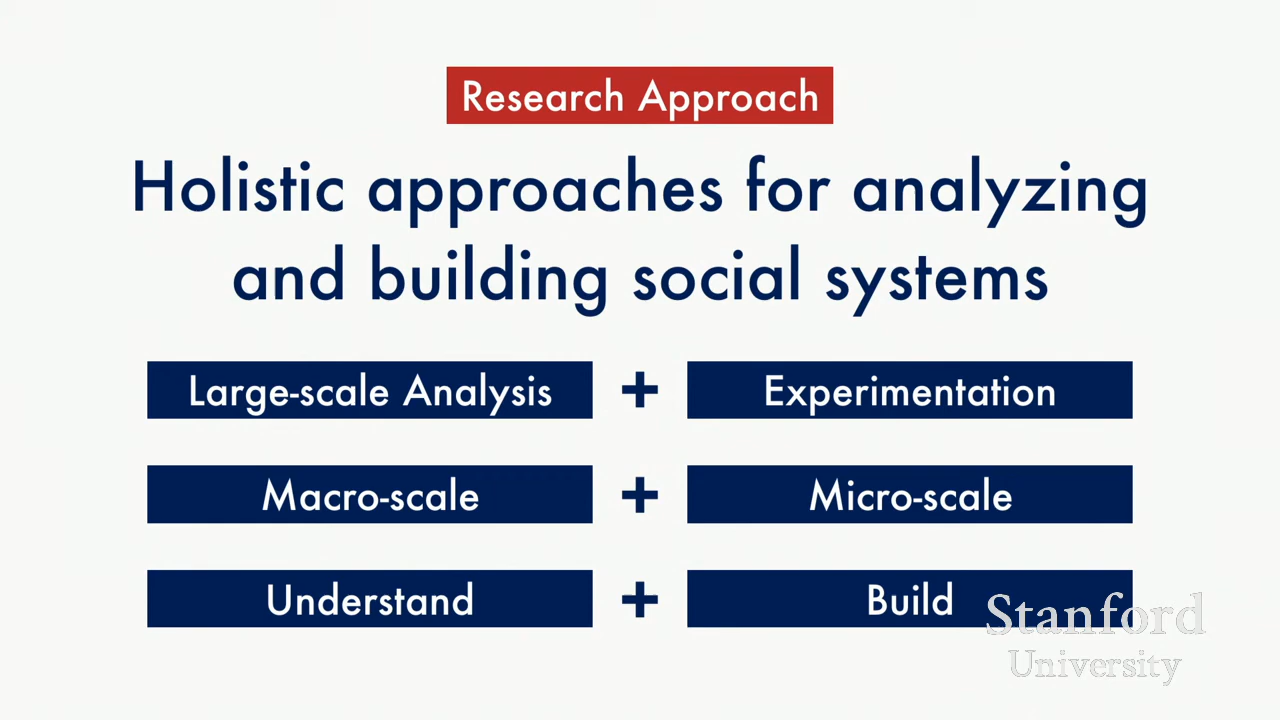 Research Approach
Holistic approaches for analyzing
and building social systems
Large-scale Analysis + Experimentation
Macro-scale + Micro-scale
Understand + Build
Stanford
University